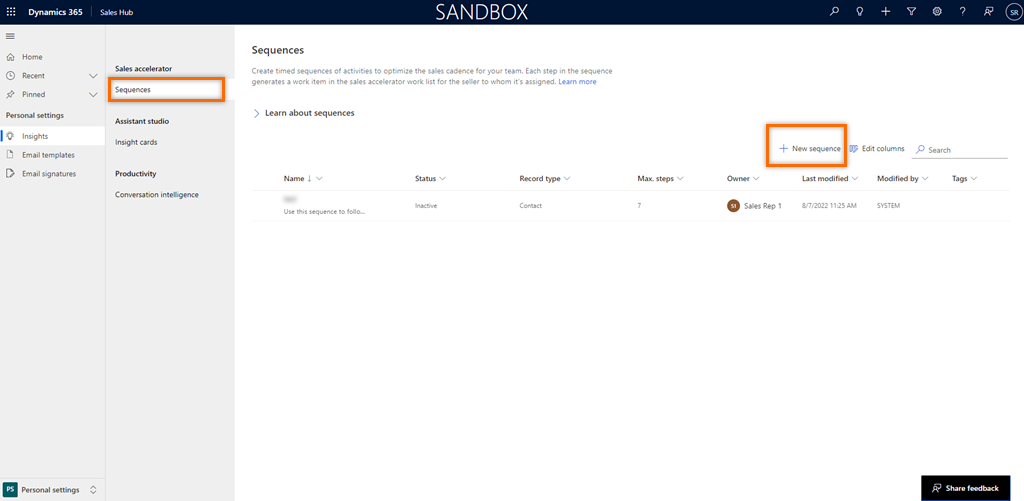 Dynamics 365
Sales Hub
SANDBOX
SR
Home
Recent
Pinned
Personal settings
Insights
Email templates
Email signatures
PS Personal settings
Sales accelerator
Sequences
Assistant studio
Insight cards
Productivity
Conversation intelligence
Sequences
Create timed sequences of activities to optimize the sales cadence for your team. Each step in the sequence
generates a work item in the sales accelerator work list for the seller to whom it's assigned. Learn more
Learn about sequences
New sequence
Edit columns
Search
Name Status Record type Max. steps Owner Last modified Modified by Tags
Use this sequence to follo...
Inactive Contact 7 S1 Sales Rep 1 8/7/2022 11:25 AM SYSTEM
Share feedback